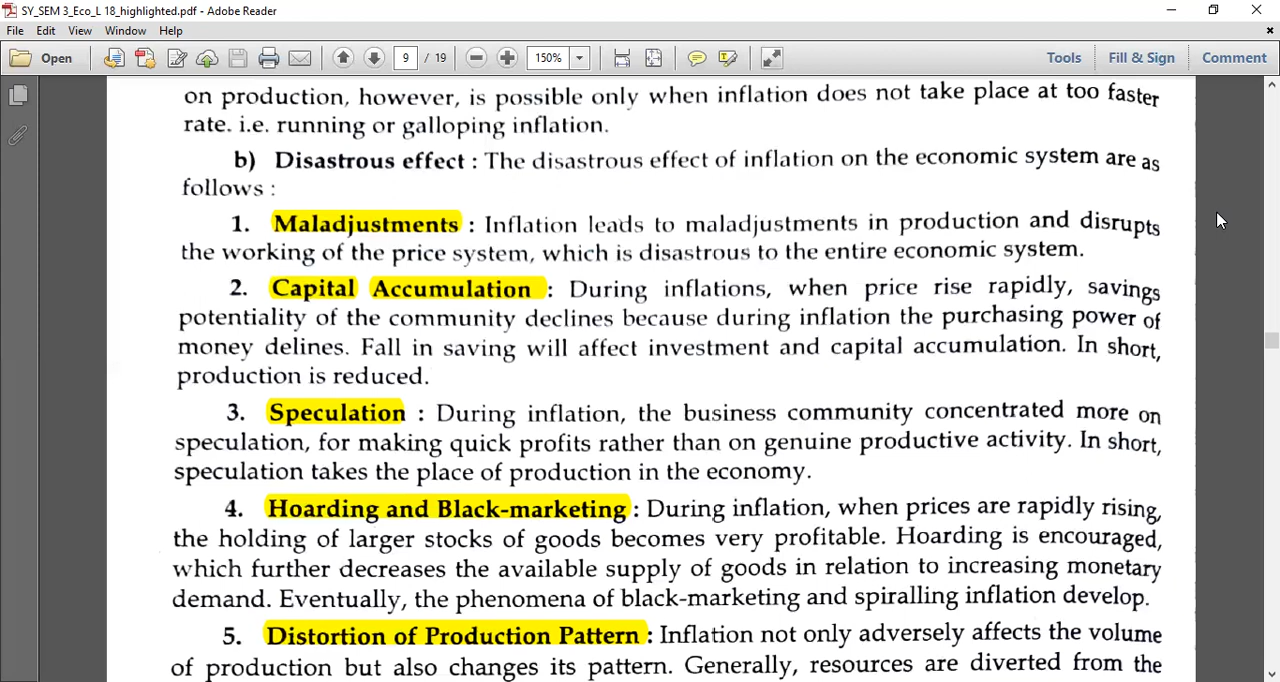 SY_SEM 3_Eco_L 18_highlighted.pdf - Adobe Reader
File Edit View Window Help
Open 9 / 19 150% Tools Fill & Sign Comment
on production, however, is possible only when inflation does not take place at too faster
rate. i.e. running or galloping inflation.
b) Disastrous effect : The disastrous effect of inflation on the economic system are as
follows :
1. Maladjustments : Inflation leads to maladjustments in production and disrupts
the working of the price system, which is disastrous to the entire economic system.
2. Capital Accumulation : During inflations, when price rise rapidly, savings
potentiality of the community declines because during inflation the purchasing power of
money delines. Fall in saving will affect investment and capital accumulation. In short,
production is reduced.
3. Speculation : During inflation, the business community concentrated more on
speculation, for making quick profits rather than on genuine productive activity. In short,
speculation takes the place of production in the economy.
4. Hoarding and Black-marketing : During inflation, when prices are rapidly rising,
the holding of larger stocks of goods becomes very profitable. Hoarding is encouraged,
which further decreases the available supply of goods in relation to increasing monetary
demand. Eventually, the phenomena of black-marketing and spiralling inflation develop.
5. Distortion of Production Pattern : Inflation not only adversely affects the volume
of production but also changes its pattern. Generally, resources are diverted from the